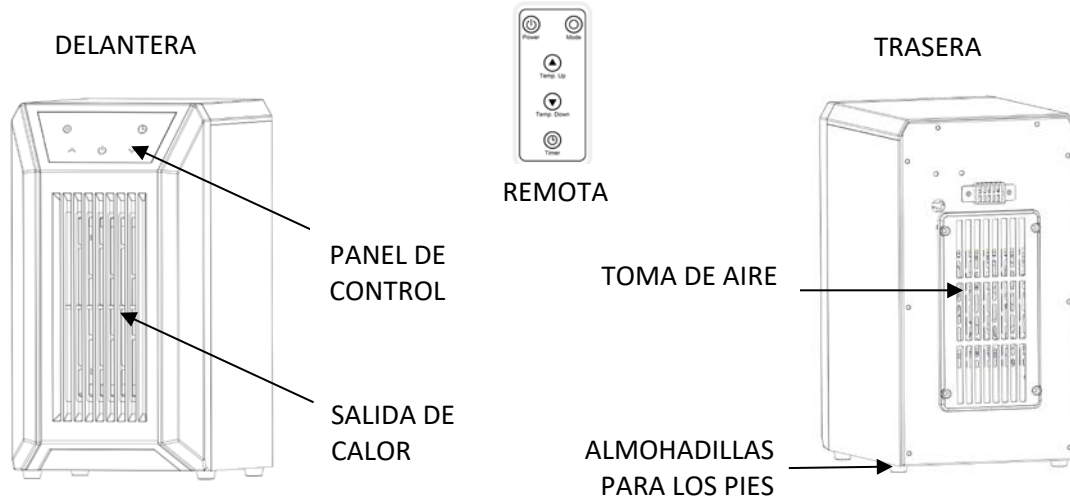 DELANTERA
Power
Mode
Temp. Up
Temp. Down
Timer
REMOTA
TRASERA
PANEL DE
CONTROL
SALIDA DE
CALOR
TOMA DE AIRE
ALMOHADILLAS
PARA LOS PIES